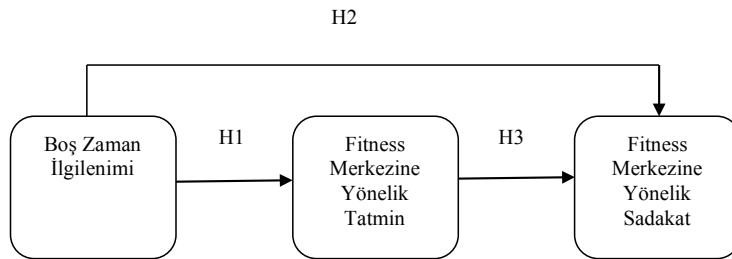 H2
Boş Zaman
İlgilenimi
H1
Fitness
Merkezine
Yönelik
Tatmin
H3
Fitness
Merkezine
Yönelik
Sadakat